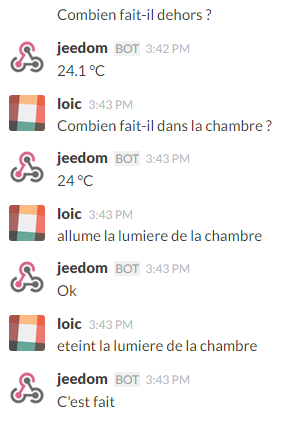 Combien fait-il dehors ?
jeedom BOT 3:42 PM
24.1 °C
loic 3:43 PM
Combien fait-il dans la chambre ?
jeedom BOT 3:43 PM
24 °C
loic 3:43 PM
allume la lumiere de la chambre
jeedom BOT 3:43 PM
Ok
loic 3:43 PM
eteint la lumiere de la chambre
jeedom BOT 3:43 PM
C'est fait